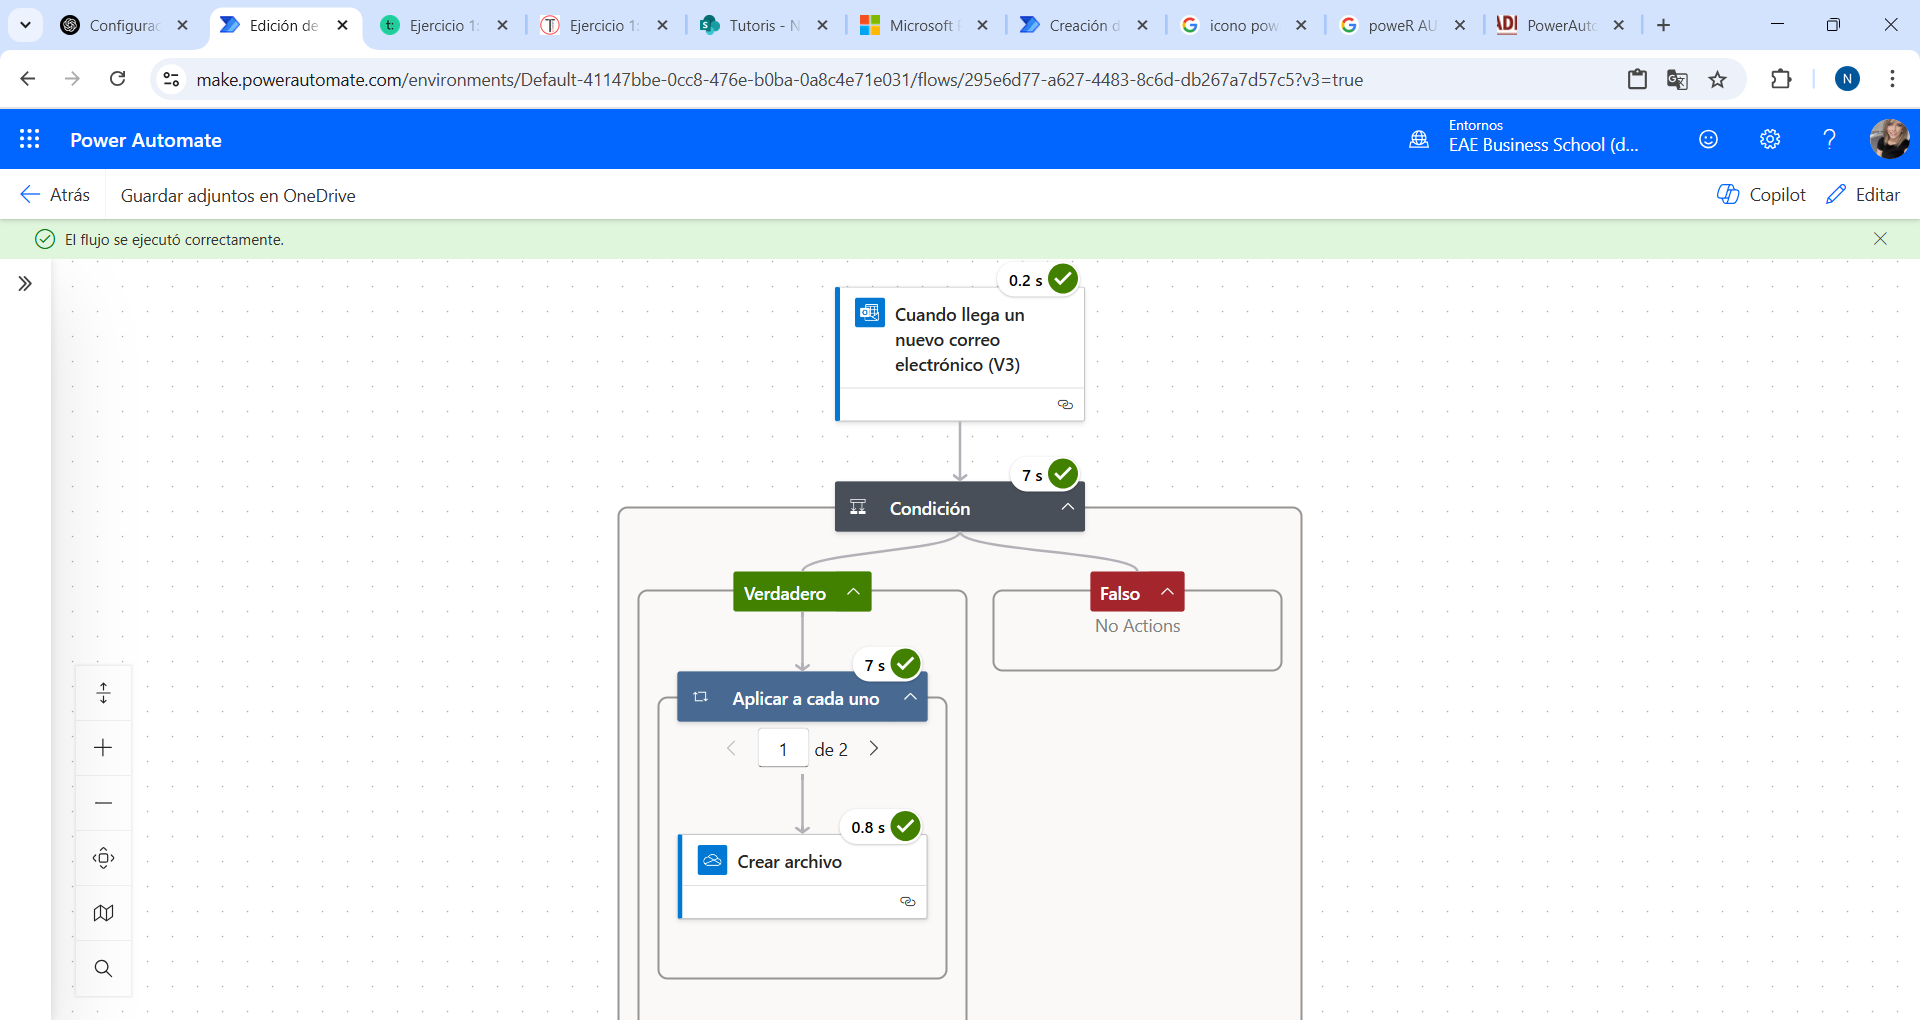 Configurac
Edición de
Ejercicio 1:
Ejercicio 1:
Tutoris - N
Microsoft
Creación d
icono pow
poweR AU
PowerAuto
make.powerautomate.com/environments/Default-41147bbe-0cc8-476e-b0ba-0a8c4e71e031/flows/295e6d77-a627-4483-8c6d-db267a7d57c5?v3=true
N
Power Automate
Entornos
EAE Business School (d...
Atrás
Guardar adjuntos en OneDrive
Copilot
Editar
El flujo se ejecutó correctamente.
0.2 s
Cuando llega un
nuevo correo
electrónico (V3)
7 s
Condición
Verdadero
Falso
No Actions
7 s
Aplicar a cada uno
1 de 2
0.8 s
Crear archivo